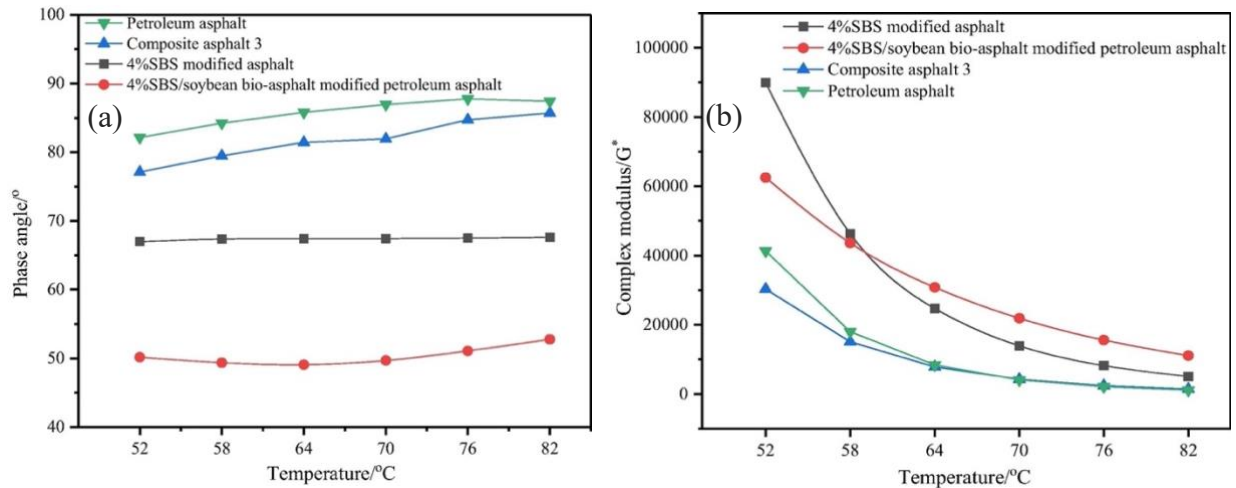 (a)
Phase angle/°
100
90
80
70
60
50
40
Petroleum asphalt
Composite asphalt 3
4%SBS modified asphalt
4%SBS/soybean bio-asphalt modified petroleum asphalt
52 58 64 70 76 82
Temperature/°C
(b)
Complex modulus/G*
100000
80000
60000
40000
20000
0
4%SBS modified asphalt
4%SBS/soybean bio-asphalt modified petroleum asphalt
Composite asphalt 3
Petroleum asphalt
52 58 64 70 76 82
Temperature/°C